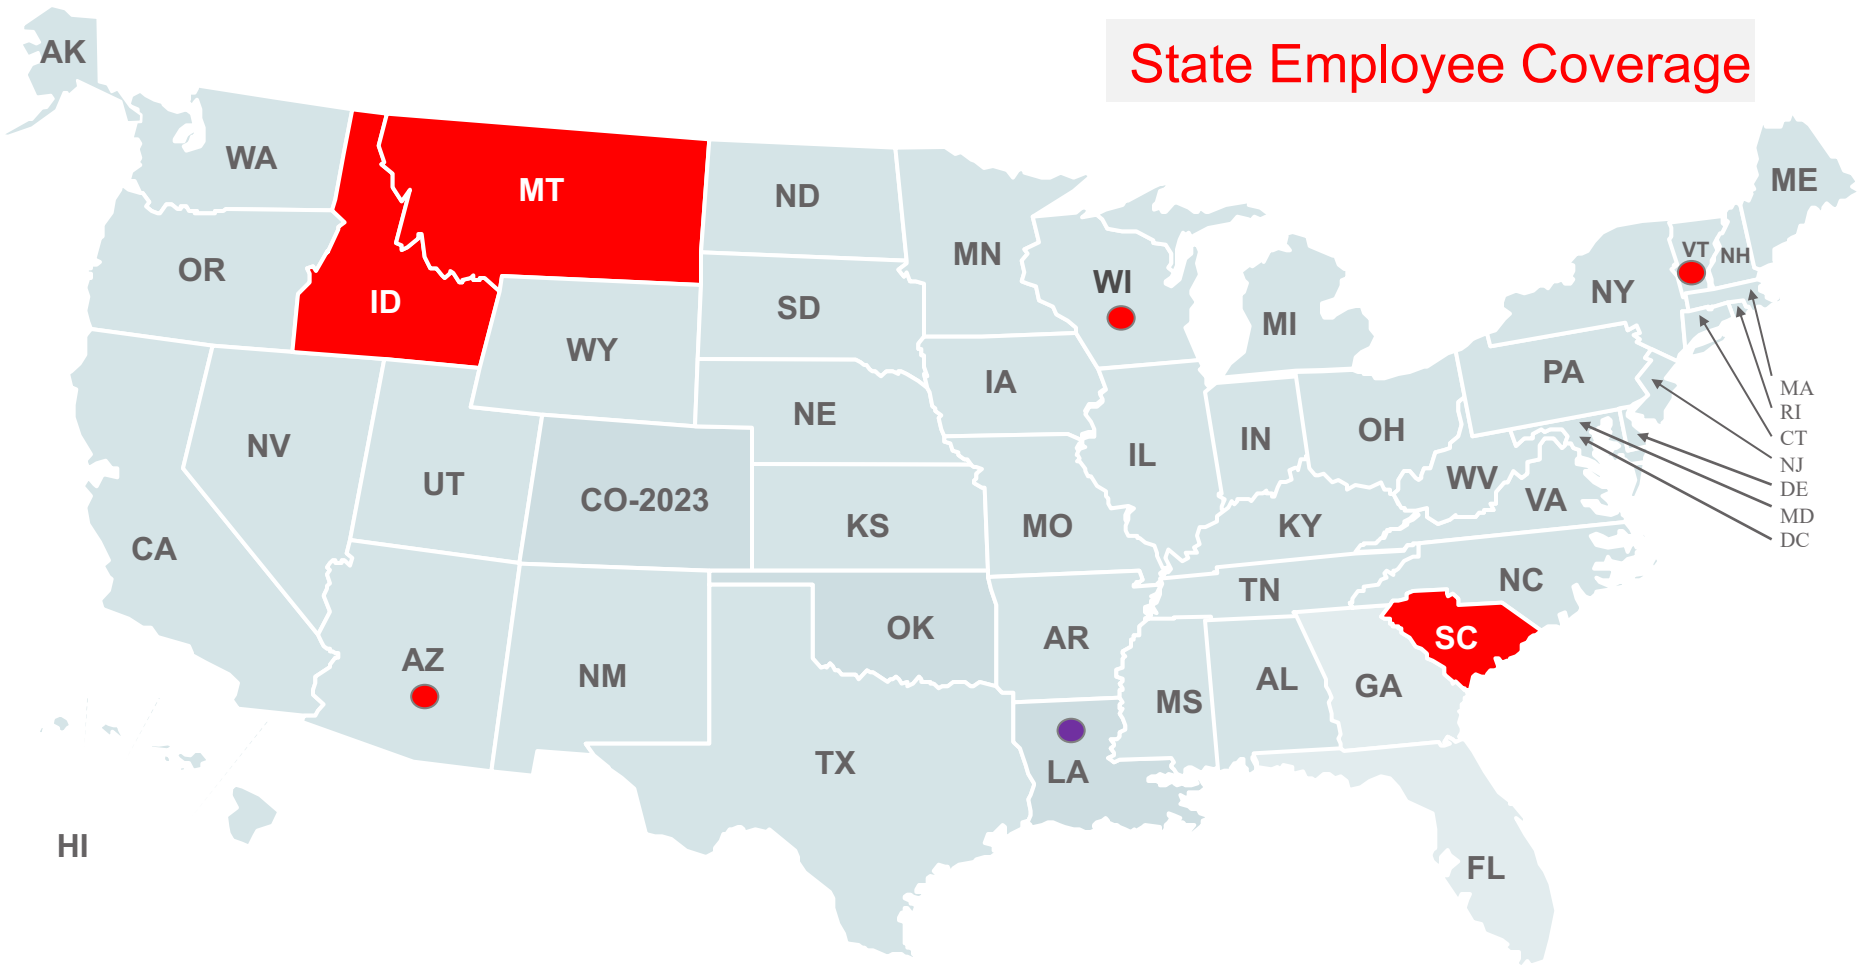 State Employee Coverage
AK
WA
MT
ND
MN
ME
VT
NH
OR
ID
SD
WI
NY
MI
WY
IA
PA
MA
RI
NE
NV
UT
CO-2023
KS
MO
IL
IN
OH
WV
VA
KY
CT
NJ
DE
MD
DC
CA
TN
NC
AZ
NM
OK
AR
SC
MS
AL
GA
TX
LA
HI
FL